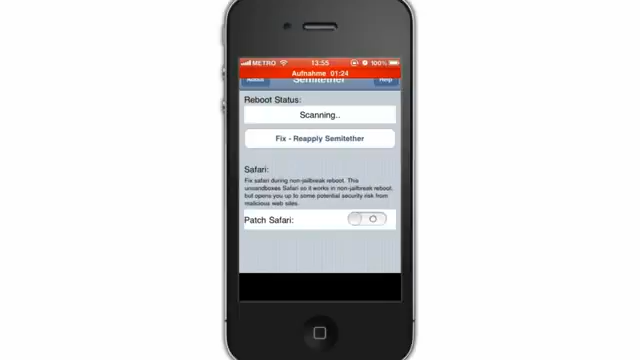 METRO 13:55 100%
Aufnahme 01:24
About Semitether Help
Reboot Status:
Scanning..
Fix - Reapply Semitether
Safari:
Fix safari during non-jailbreak reboot. This
unsandboxes Safari so it works in non-jailbreak reboot,
but opens you up to some potential security risk from
malicious web sites.
Patch Safari: